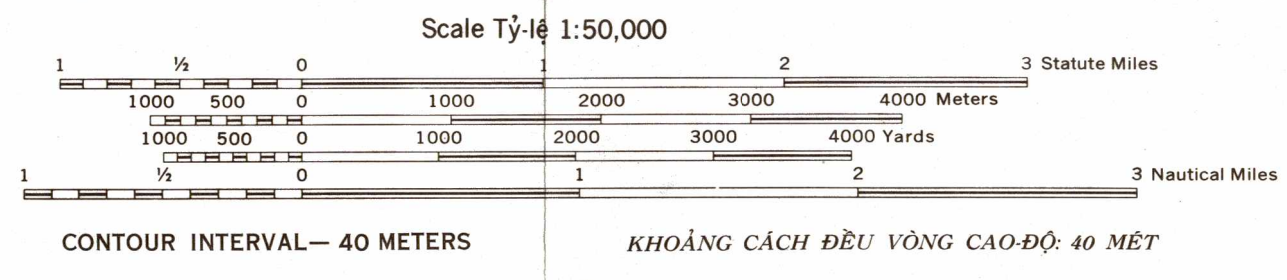 Scale Tỷ-lệ 1:50,000
1 ½ 0 1 2 3 Statute Miles
1000 500 0 1000 2000 3000 4000 Meters
1000 500 0 1000 2000 3000 4000 Yards
1 ½ 0 1 2 3 Nautical Miles
CONTOUR INTERVAL— 40 METERS
KHOẢNG CÁCH ĐỀU VÒNG CAO-ĐỘ: 40 MÉT